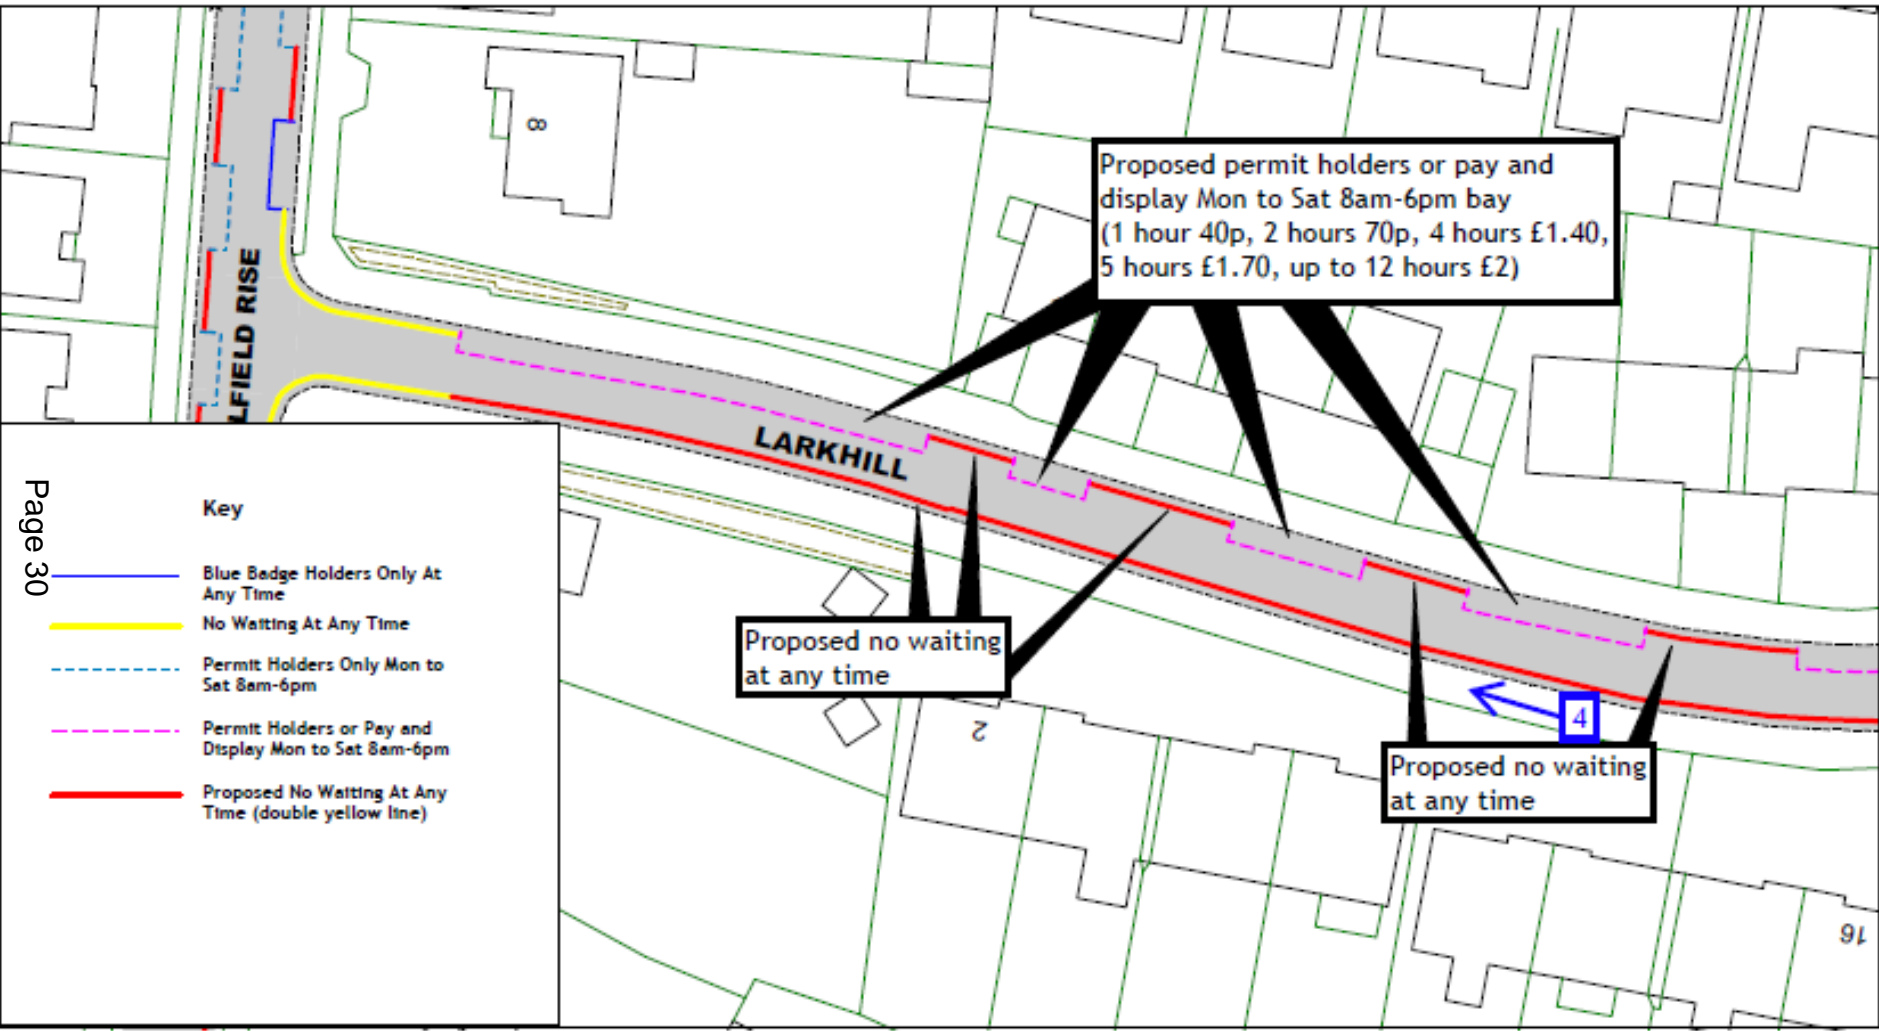 8
Proposed permit holders or pay and
display Mon to Sat 8am-6pm bay
(1 hour 40p, 2 hours 70p, 4 hours £1.40,
5 hours £1.70, up to 12 hours £2)
LFIELD RISE
LARKHILL
Proposed no waiting
at any time
2
4
Proposed no waiting
at any time
16
Page 30
Key
Blue Badge Holders Only At
Any Time
No Waiting At Any Time
Permit Holders Only Mon to
Sat 8am-6pm
Permit Holders or Pay and
Display Mon to Sat 8am-6pm
Proposed No Waiting At Any
Time (double yellow line)